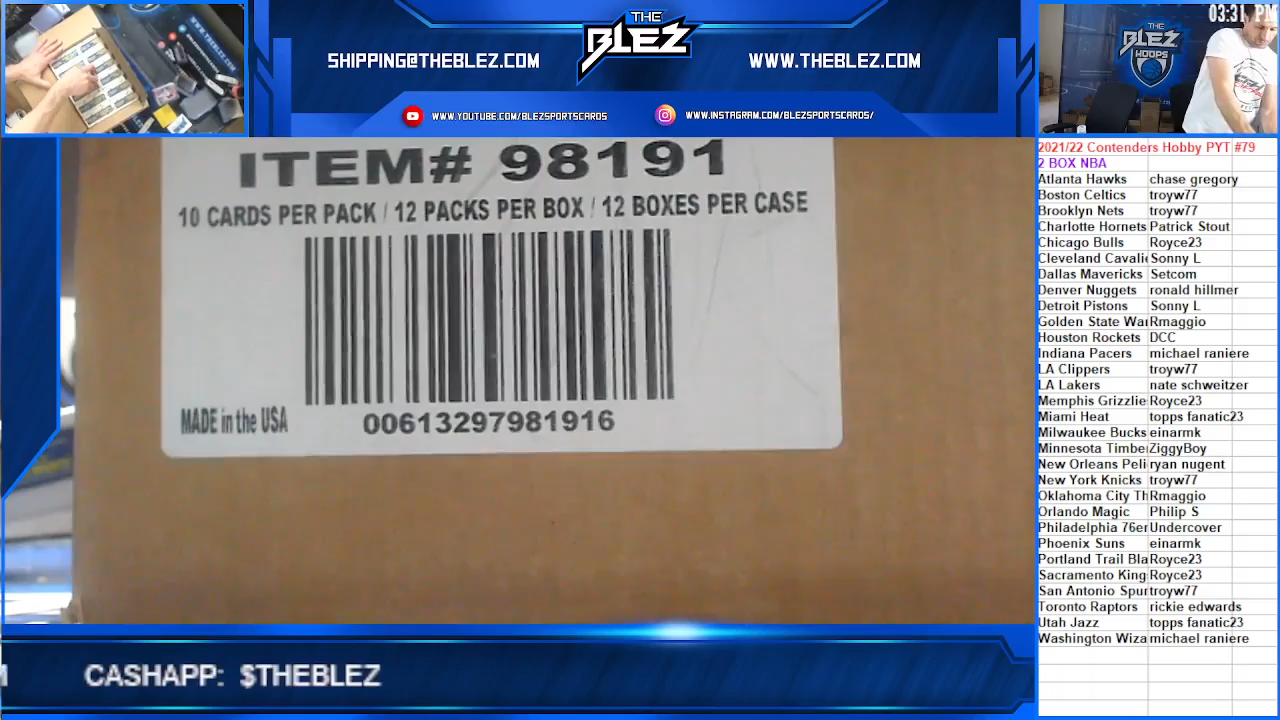 03:31 PM
THE
BLEZ
SHIPPING@THEBLEZ.COM
WWW.THEBLEZ.COM
WWW.YOUTUBE.COM/BLEZSPORTSCARDS
WWW.INSTAGRAM.COM/BLEZSPORTSCARDS/
THE
BLEZ
HOOPS
ITEM# 98191
10 CARDS PER PACK / 12 PACKS PER BOX / 12 BOXES PER CASE
MADE in the USA
00613297981916
CASHAPP: $THEBLEZ
2021/22 Contenders Hobby PYT #79
2 BOX NBA
Atlanta Hawks chase gregory
Boston Celtics troyw77
Brooklyn Nets troyw77
Charlotte Hornets Patrick Stout
Chicago Bulls Royce23
Cleveland Cavali Sonny L
Dallas Mavericks Setcom
Denver Nuggets ronald hillmer
Detroit Pistons Sonny L
Golden State War Rmaggio
Houston Rockets DCC
Indiana Pacers michael raniere
LA Clippers troyw77
LA Lakers nate schweitzer
Memphis Grizzlie Royce23
Miami Heat topps fanatic23
Milwaukee Bucks einarmk
Minnesota Timbe ZiggyBoy
New Orleans Peli ryan nugent
New York Knicks troyw77
Oklahoma City Th Rmaggio
Orlando Magic Philip S
Philadelphia 76er Undercover
Phoenix Suns einarmk
Portland Trail Bla Royce23
Sacramento King Royce23
San Antonio Spur troyw77
Toronto Raptors rickie edwards
Utah Jazz topps fanatic23
Washington Wiza michael raniere